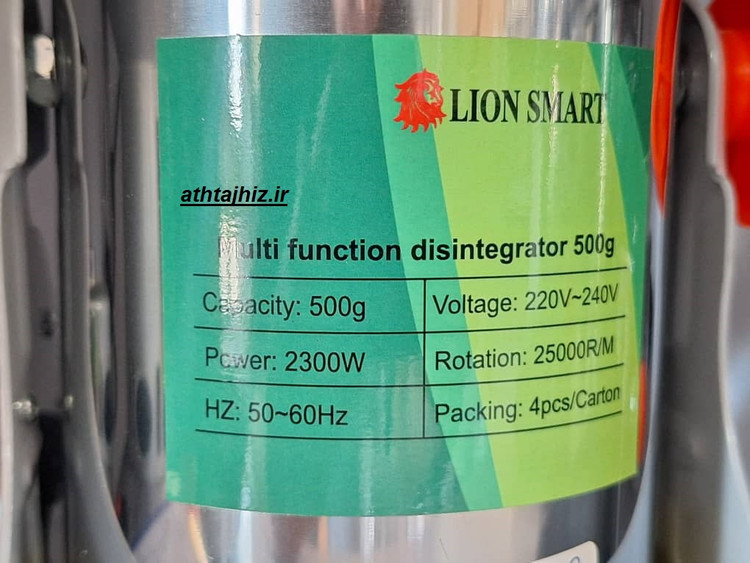 LION SMART
athtajhiz.ir
Multi function disintegrator 500g
Capacity: 500g Voltage: 220V~240V
Power: 2300W Rotation: 25000R/M
HZ: 50~60Hz Packing: 4pcs/Carton